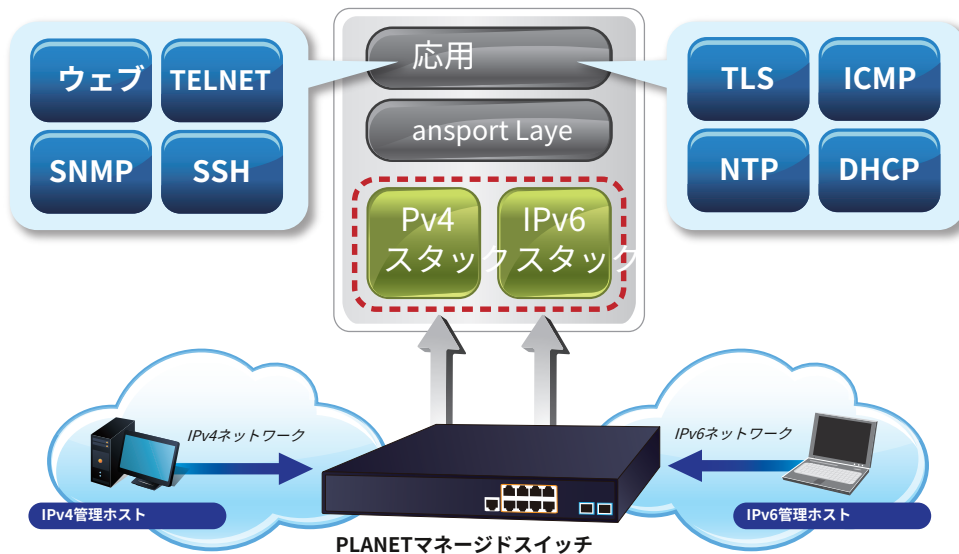 ウェブ
TELNET
SNMP
SSH
応用
ansport Laye
Pv4
スタック
IPv6
スタック
TLS
ICMP
NTP
DHCP
IPv4ネットワーク
IPv6ネットワーク
IPv4管理ホスト
IPv6管理ホスト
PLANETマネージドスイッチ